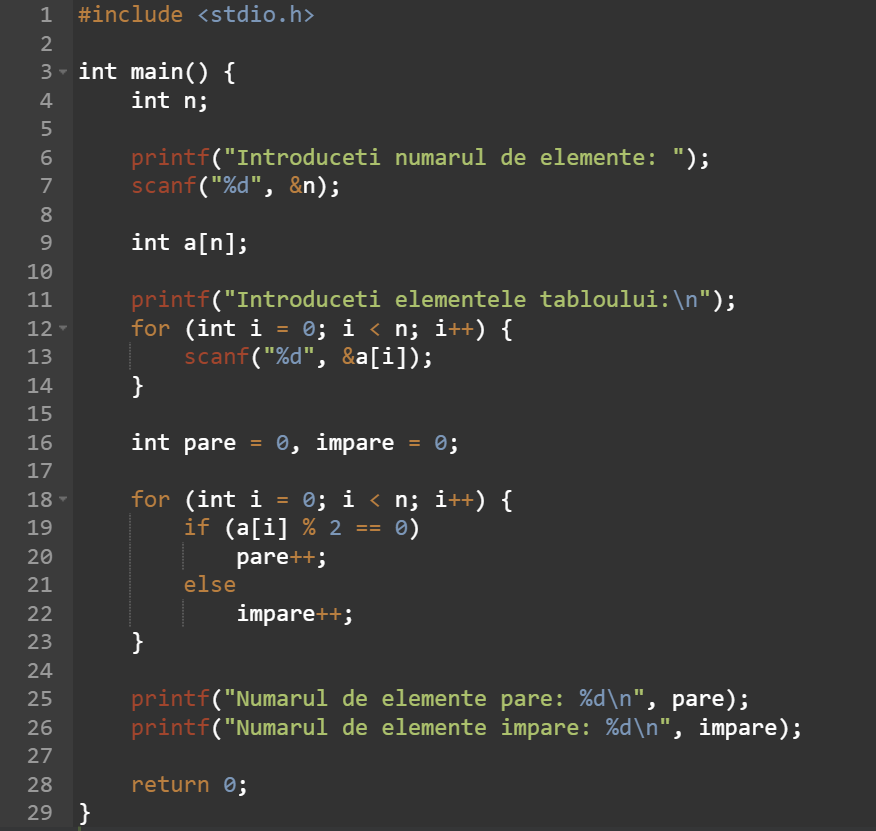 1 #include <stdio.h>
2
3 int main() {
4     int n;
5
6     printf("Introduceti numarul de elemente: ");
7     scanf("%d", &n);
8
9     int a[n];
10
11     printf("Introduceti elementele tabloului:\n");
12     for (int i = 0; i < n; i++) {
13         scanf("%d", &a[i]);
14     }
15
16     int pare = 0, impare = 0;
17
18     for (int i = 0; i < n; i++) {
19         if (a[i] % 2 == 0)
20             pare++;
21         else
22             impare++;
23     }
24
25     printf("Numarul de elemente pare: %d\n", pare);
26     printf("Numarul de elemente impare: %d\n", impare);
27
28     return 0;
29 }